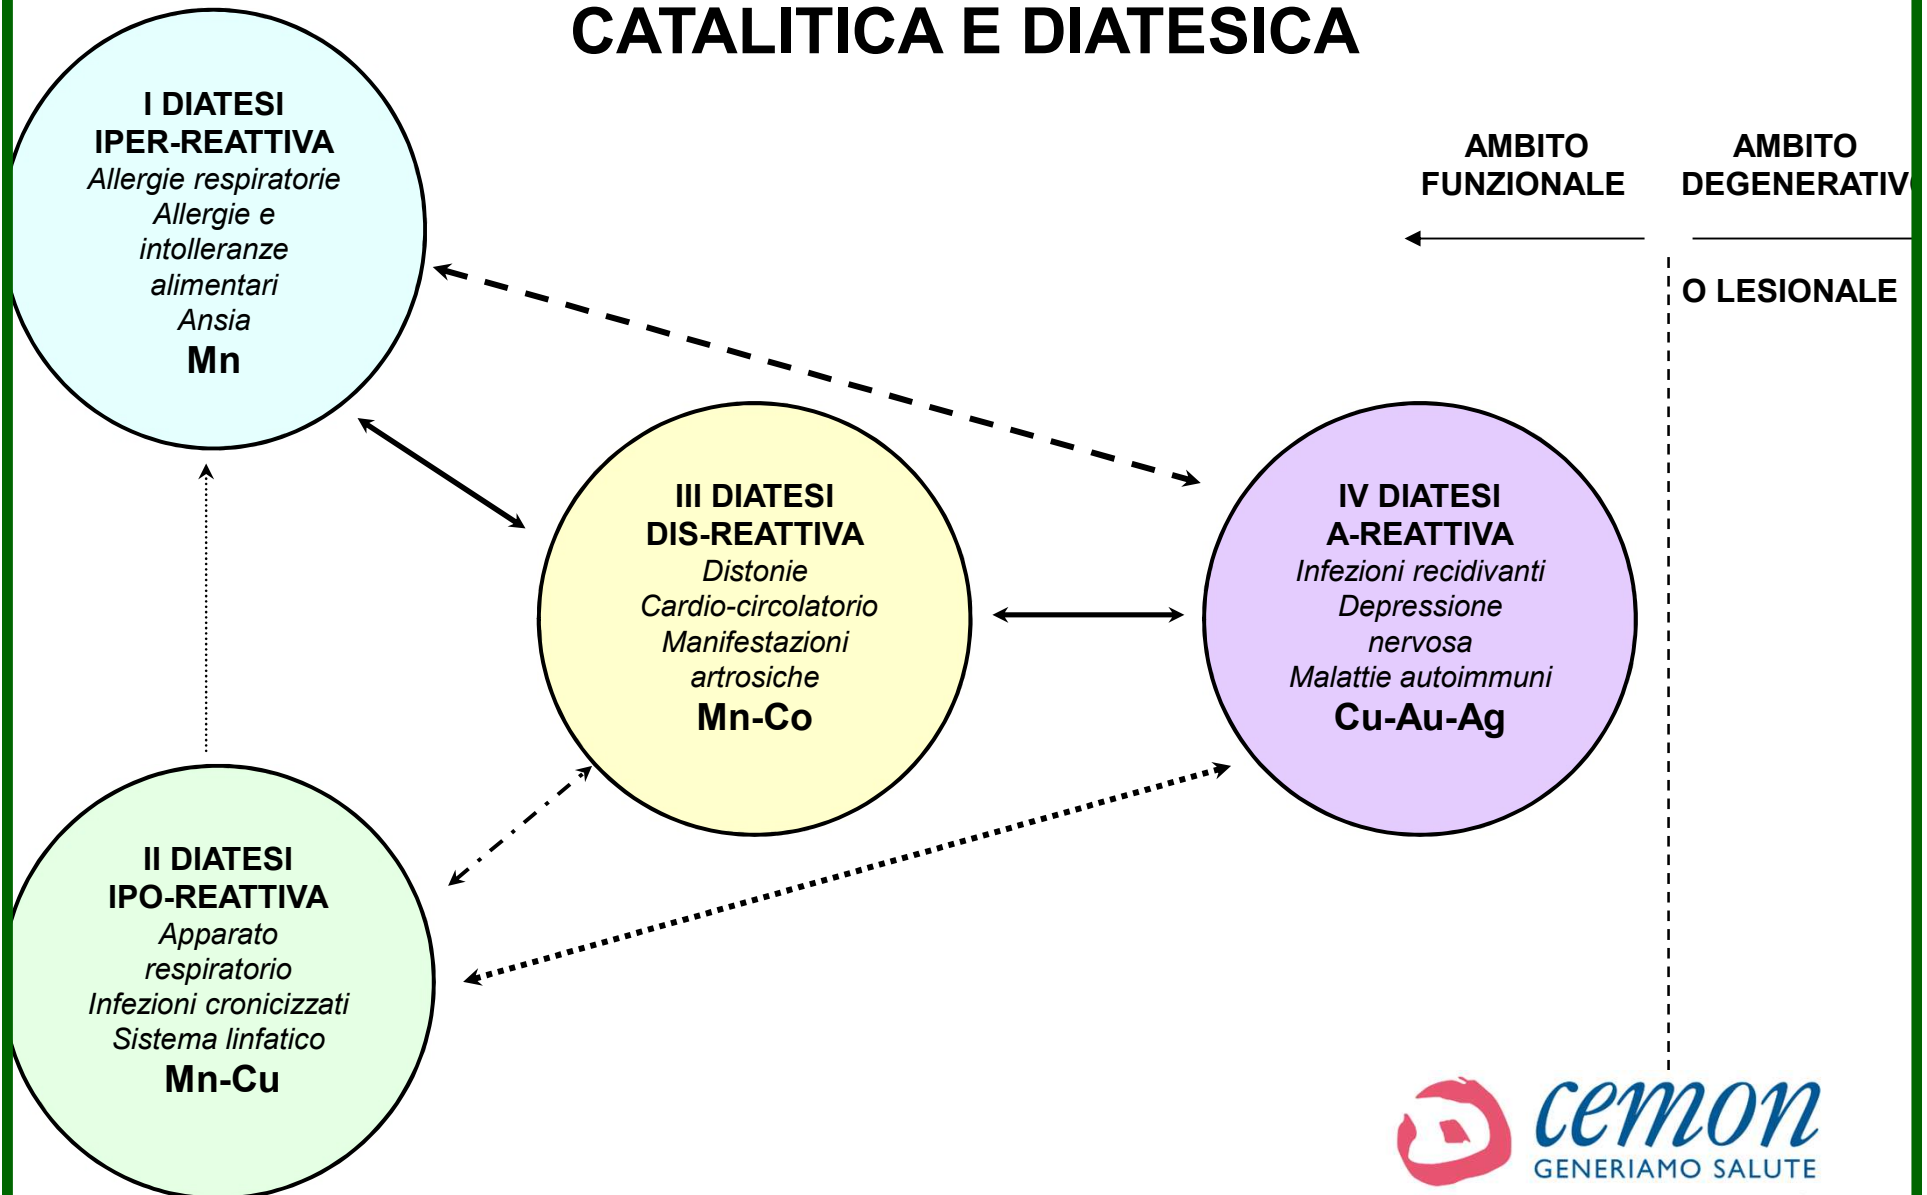 CATALITICA E DIATESICA
I DIATESI
IPER-REATTIVA
Allergie respiratorie
Allergie e
intolleranze
alimentari
Ansia
Mn
AMBITO
FUNZIONALE
AMBITO
DEGENERATIVO
O LESIONALE
III DIATESI
DIS-REATTIVA
Distonie
Cardio-circolatorio
Manifestazioni
artrosiche
Mn-Co
IV DIATESI
A-REATTIVA
Infezioni recidivanti
Depressione
nervosa
Malattie autoimmuni
Cu-Au-Ag
II DIATESI
IPO-REATTIVA
Apparato
respiratorio
Infezioni cronicizzati
Sistema linfatico
Mn-Cu
cemon
GENERIAMO SALUTE